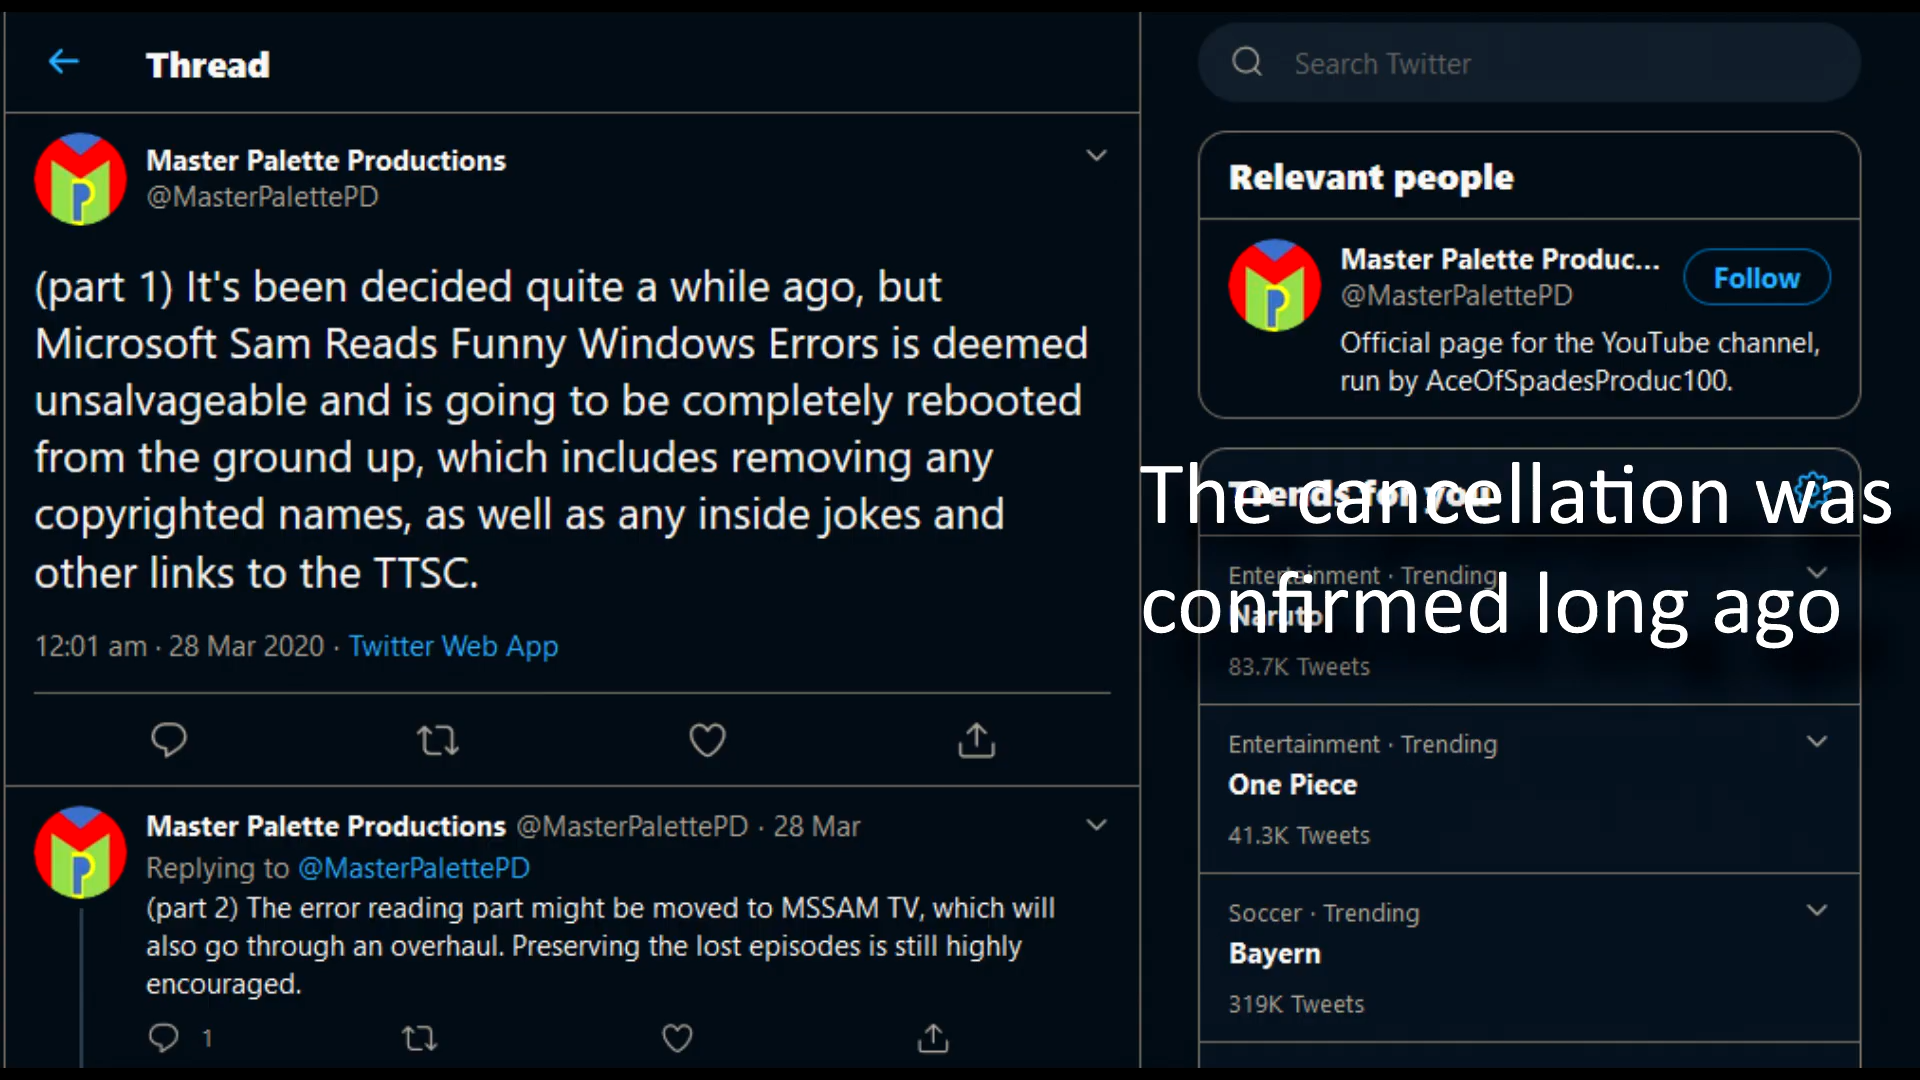 Thread
Master Palette Productions
@MasterPalettePD
(part 1) It's been decided quite a while ago, but
Microsoft Sam Reads Funny Windows Errors is deemed
unsalvageable and is going to be completely rebooted
from the ground up, which includes removing any
copyrighted names, as well as any inside jokes and
other links to the TTSC.
12:01 am · 28 Mar 2020 · Twitter Web App
Master Palette Productions @MasterPalettePD · 28 Mar
Replying to @MasterPalettePD
(part 2) The error reading part might be moved to MSSAM TV, which will
also go through an overhaul. Preserving the lost episodes is still highly
encouraged.
1
Search Twitter
Relevant people
Master Palette Produc...
@MasterPalettePD
Follow
Official page for the YouTube channel,
run by AceOfSpadesProduc100.
Trends for you
The cancellation was
confirmed long ago
Entertainment · Trending
Naruto
83.7K Tweets
Entertainment · Trending
One Piece
41.3K Tweets
Soccer · Trending
Bayern
319K Tweets